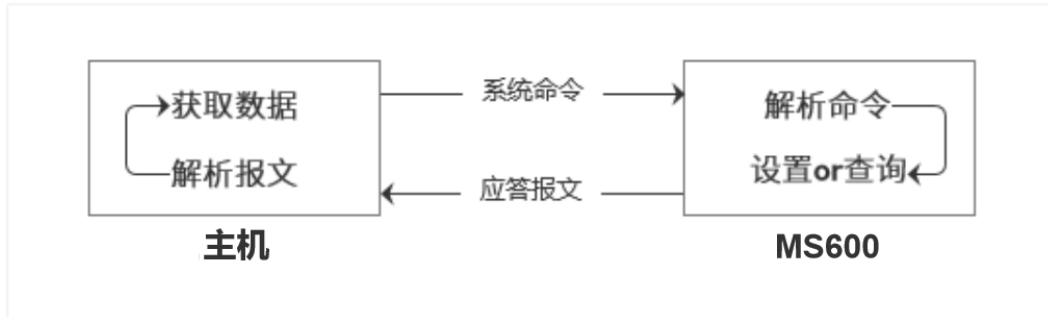 获取数据
解析报文
主机
系统命令
应答报文
解析命令
设置or查询
MS600